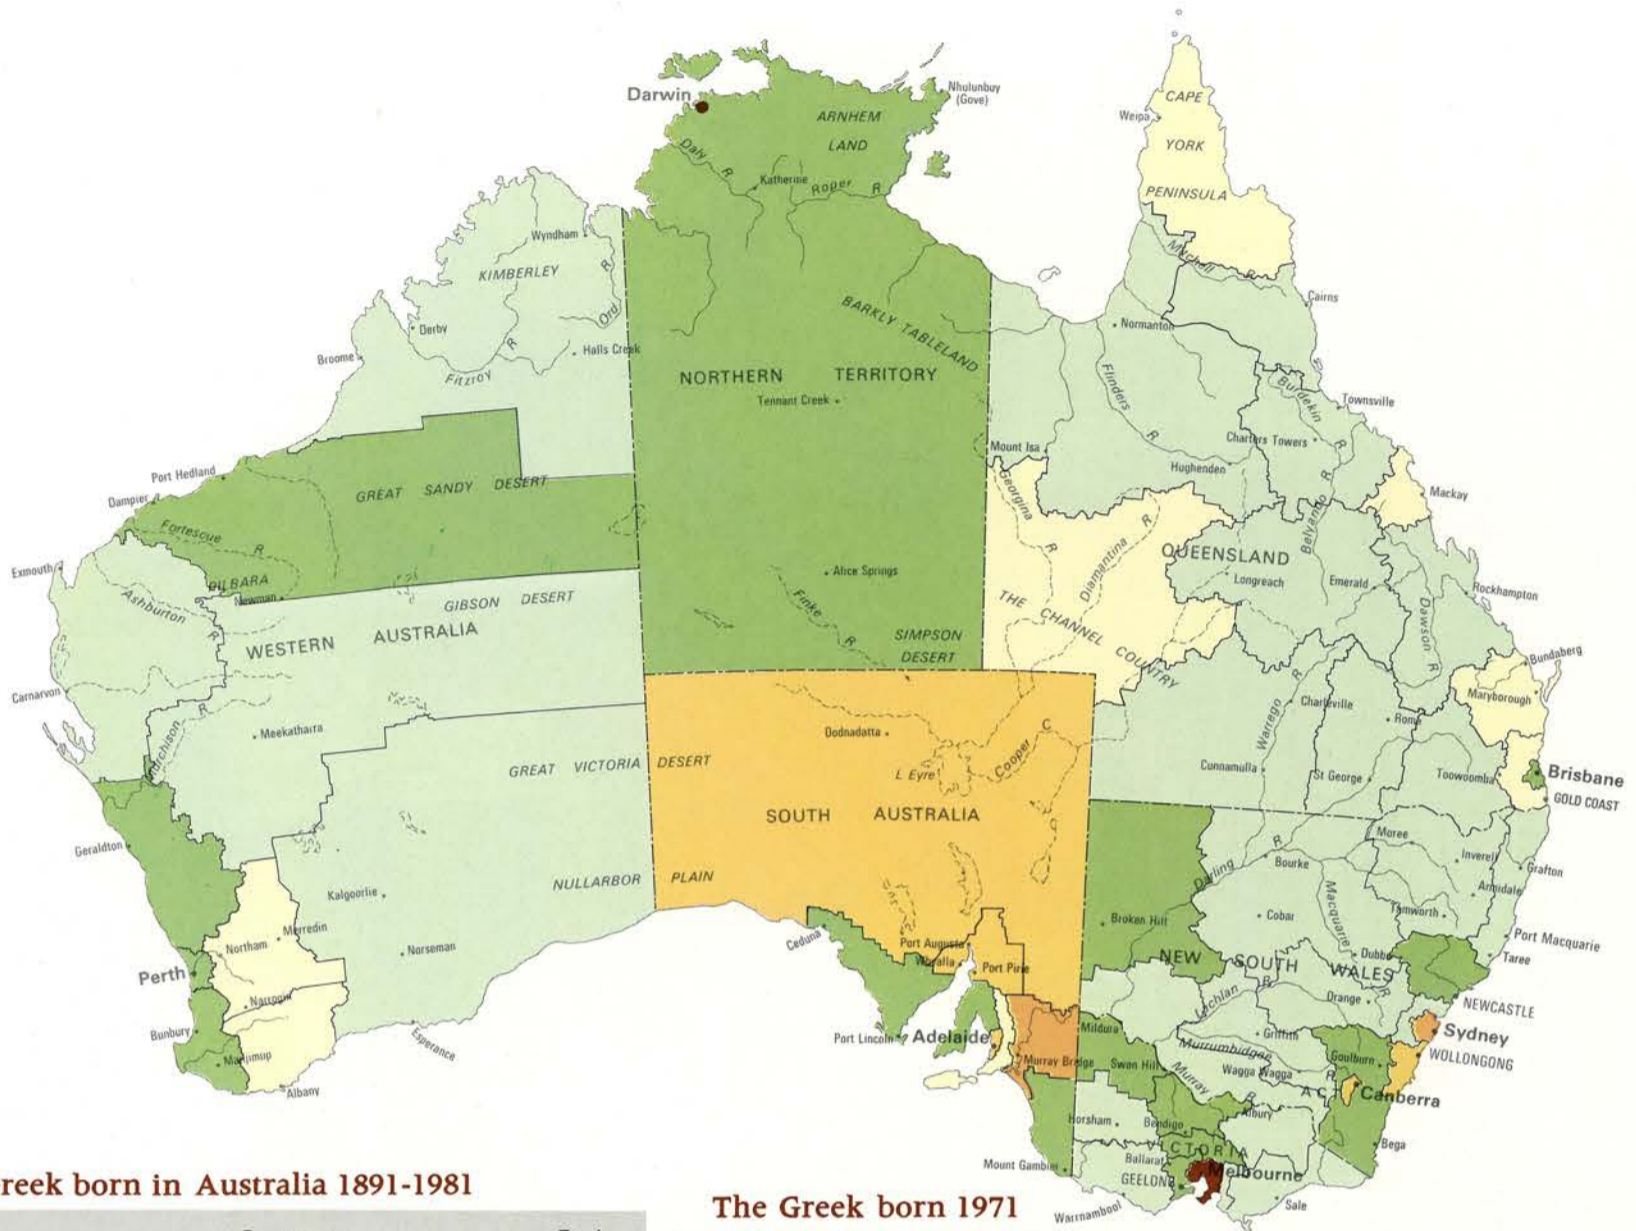 Darwin
Nhulunbuy
(Gove)
ARNHEM
LAND
Daly R
Katherine
Roper R
CAPE
Weipa
YORK
PENINSULA
Mitchell R
Wyndham
KIMBERLEY
Ord R
Derby
Halls Creek
Broome
Fitzroy R
BARKLY TABLELAND
NORTHERN TERRITORY
Tennant Creek
Cairns
Normanton
Flinders R
Burdekin R
Townsville
Charters Towers
Mount Isa
Hughenden
Port Hedland
Dampier
GREAT SANDY DESERT
Georgina R
Mackay
Fortescue R
Diamantina R
Belyando R
QUEENSLAND
Exmouth
PILBARA
Newman
Ashburton R
GIBSON DESERT
Alice Springs
Longreach
Emerald
Rockhampton
Finke R
THE CHANNEL COUNTRY
Dawson R
WESTERN AUSTRALIA
SIMPSON
DESERT
Bundaberg
Carnarvon
Maryborough
Murchison R
Meekatharra
Oodnadatta
Cooper C
Warrego R
Charleville
Roma
GREAT VICTORIA DESERT
L Eyre
Cunnamulla
St George
Toowoomba
Brisbane
GOLD COAST
SOUTH AUSTRALIA
Geraldton
Darling R
Moree
Bourke
Inverell
Grafton
NULLARBOR PLAIN
Kalgoorlie
Armidale
Broken Hill
Cobar
Macquarie R
Tamworth
Merredin
Northam
Norseman
Ceduna
Port Augusta
Port Macquarie
Perth
Whyalla
Port Pirie
NEW SOUTH WALES
Dubbo
Taree
Narrogin
Lachlan R
Orange
NEWCASTLE
Bunbury
Esperance
Port Lincoln
Adelaide
Mildura
Griffith
Sydney
Manjimup
Murray Bridge
Swan Hill
Murrumbidgee R
Goulburn
WOLLONGONG
Albany
Murray R
Wagga Wagga
A C T
Canberra
Horsham
Bendigo
Albury
VICTORIA
Bega
Mount Gambier
Ballarat
GEELONG
Melbourne
Warrnambool
Sale
reek born in Australia 1891-1981
The Greek born 1971